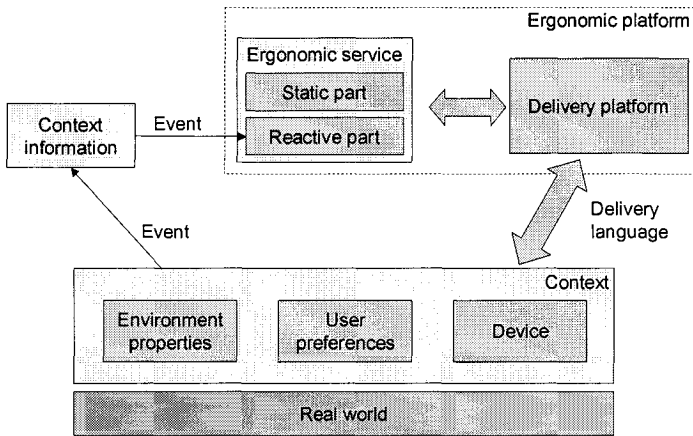 Ergonomic platform
Ergonomic service
Static part
Delivery platform
Reactive part
Context
information
Event
Event
Delivery
language
Context
Environment
properties
User
preferences
Device
Real world